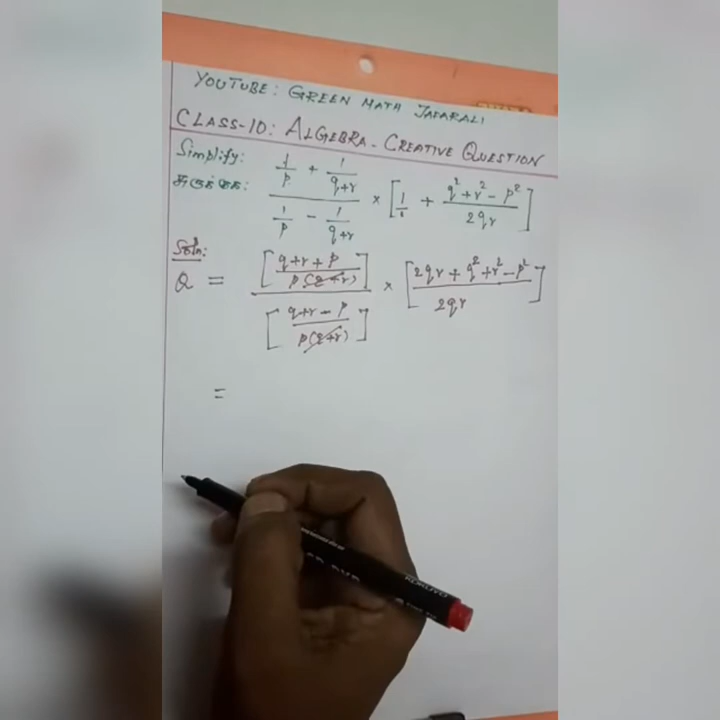 YOUTUBE: GREEN MATH JAFARALI
CLASS-10: ALGEBRA - CREATIVE QUESTION
Simplify: (1/p + 1/(q+r)) / (1/p - 1/(q+r)) × [1/1 + (q² + r² - p²)/2qr]
சுருக்குக:
Soln:
Q = [(q+r+p)/(p(q+r))] / [(q+r-p)/(p(q+r))] × [(2qr + q² + r² - p²)/2qr]
=
KOKUYO